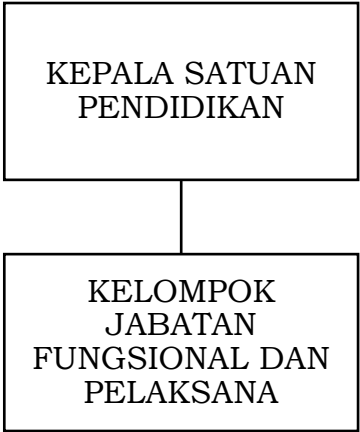 KEPALA SATUAN
PENDIDIKAN
KELOMPOK
JABATAN
FUNGSIONAL DAN
PELAKSANA